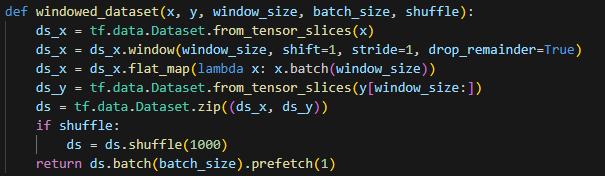 def windowed_dataset(x, y, window_size, batch_size, shuffle):
    ds_x = tf.data.Dataset.from_tensor_slices(x)
    ds_x = ds_x.window(window_size, shift=1, stride=1, drop_remainder=True)
    ds_x = ds_x.flat_map(lambda x: x.batch(window_size))
    ds_y = tf.data.Dataset.from_tensor_slices(y[window_size:])
    ds = tf.data.Dataset.zip((ds_x, ds_y))
    if shuffle:
        ds = ds.shuffle(1000)
    return ds.batch(batch_size).prefetch(1)